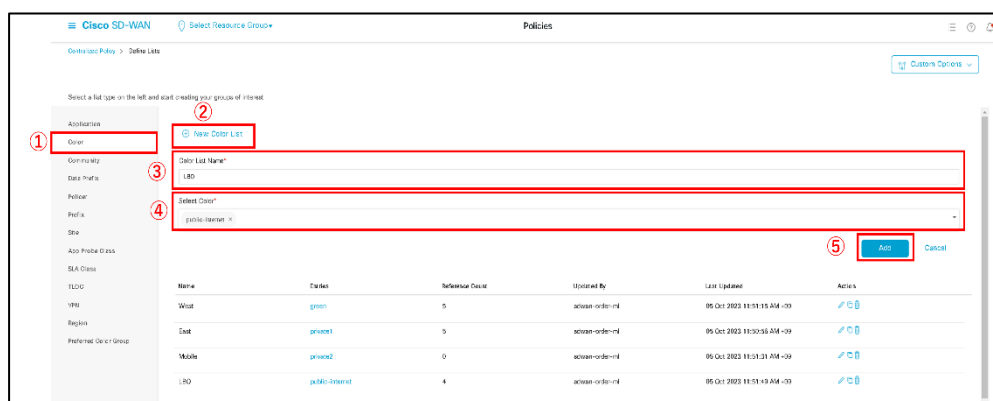 Cisco SD-WAN
Select Resource Group▾
Policies
Centralized Policy > Define Lists
Custom Options
Select a list type on the left and start creating your groups of interest
②
Application
① Color
New Color List
Community
③ Color List Name*
Data Prefix
LBO
Policer
④ Select Color*
Prefix
public-internet ×
Site
App Probe Class
⑤ Add
Cancel
SLA Class
TLOC
Name Entries Reference Count Updated By Last Updated Action
VPN
West green 5 sdwan-order-ml 05 Oct 2023 11:51:15 AM +09
Region
East private1 5 sdwan-order-ml 05 Oct 2023 11:50:56 AM +09
Preferred Color Group
Mobile private2 0 sdwan-order-ml 05 Oct 2023 11:51:31 AM +09
LBO public-internet 4 sdwan-order-ml 05 Oct 2023 11:51:49 AM +09